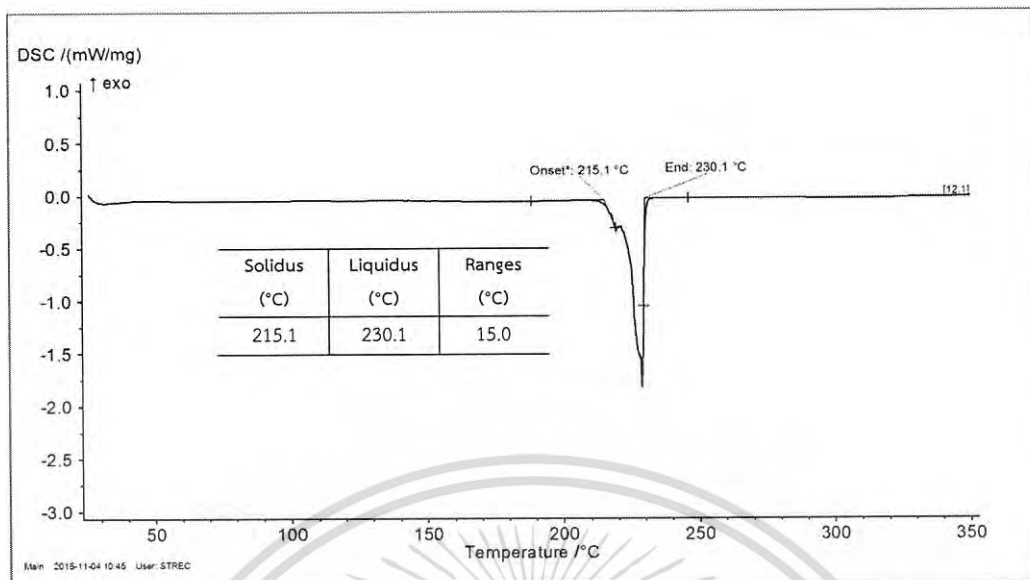 DSC /(mW/mg)
↑ exo
1.0
0.5
0.0
-0.5
-1.0
-1.5
-2.0
-2.5
-3.0
Onset*: 215.1 °C
End: 230.1 °C
[12.1]
Solidus Liquidus Ranges
(°C) (°C) (°C)
215.1 230.1 15.0
50 100 150 200 250 300 350
Temperature /°C
Main 2015-11-04 10:45 User: STREC